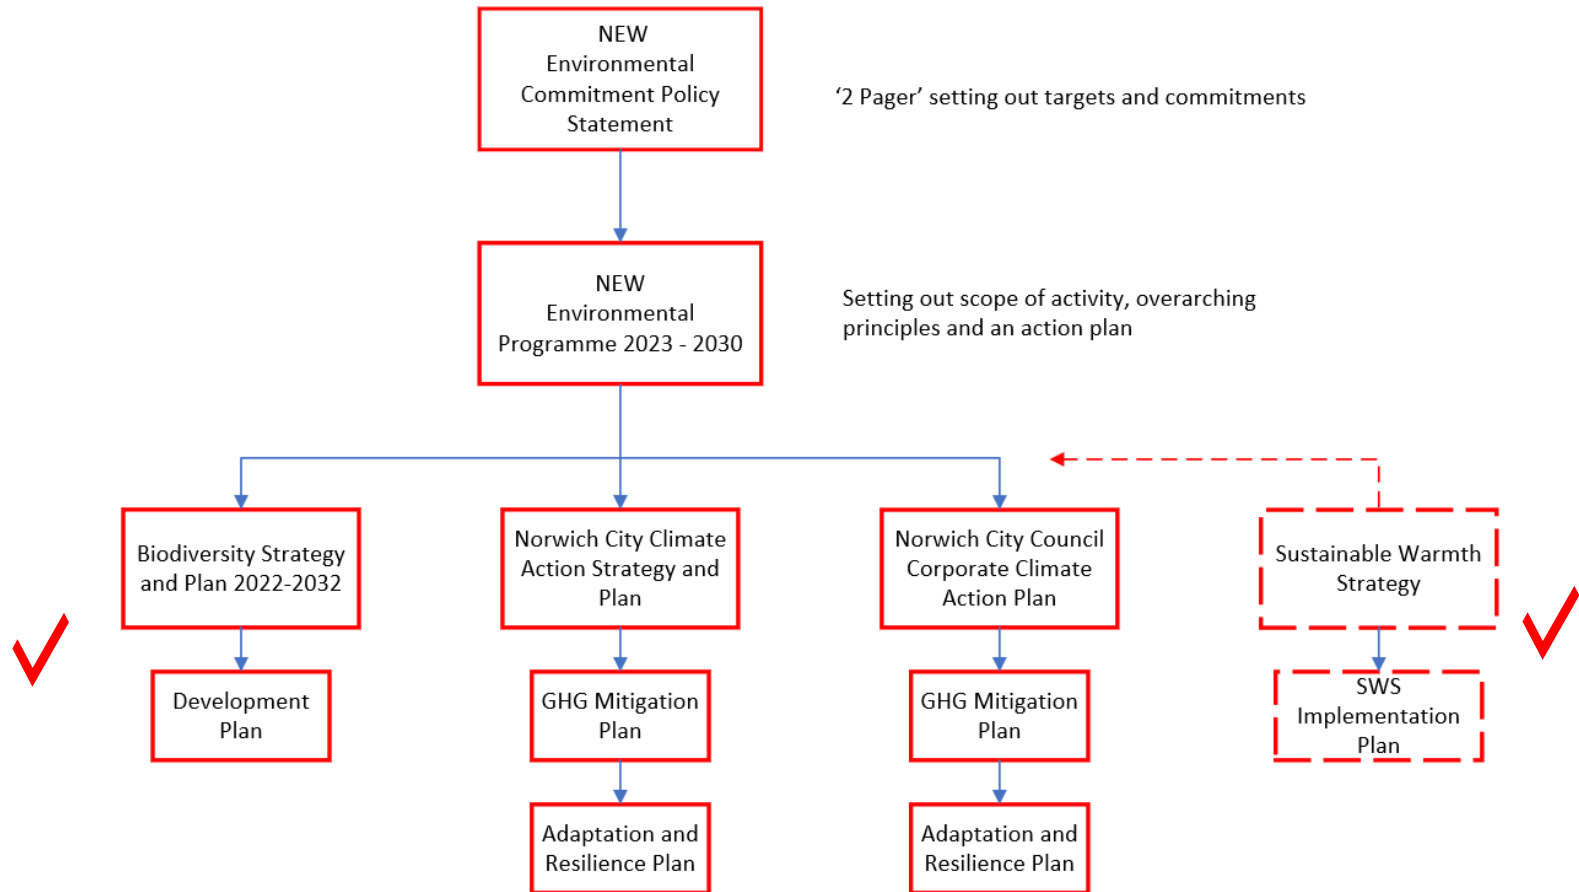 NEW
Environmental
Commitment Policy
Statement
‘2 Pager’ setting out targets and commitments
NEW
Environmental
Programme 2023 - 2030
Setting out scope of activity, overarching
principles and an action plan
Biodiversity Strategy
and Plan 2022-2032
Norwich City Climate
Action Strategy and
Plan
Norwich City Council
Corporate Climate
Action Plan
Sustainable Warmth
Strategy
Development
Plan
GHG Mitigation
Plan
GHG Mitigation
Plan
SWS
Implementation
Plan
Adaptation and
Resilience Plan
Adaptation and
Resilience Plan